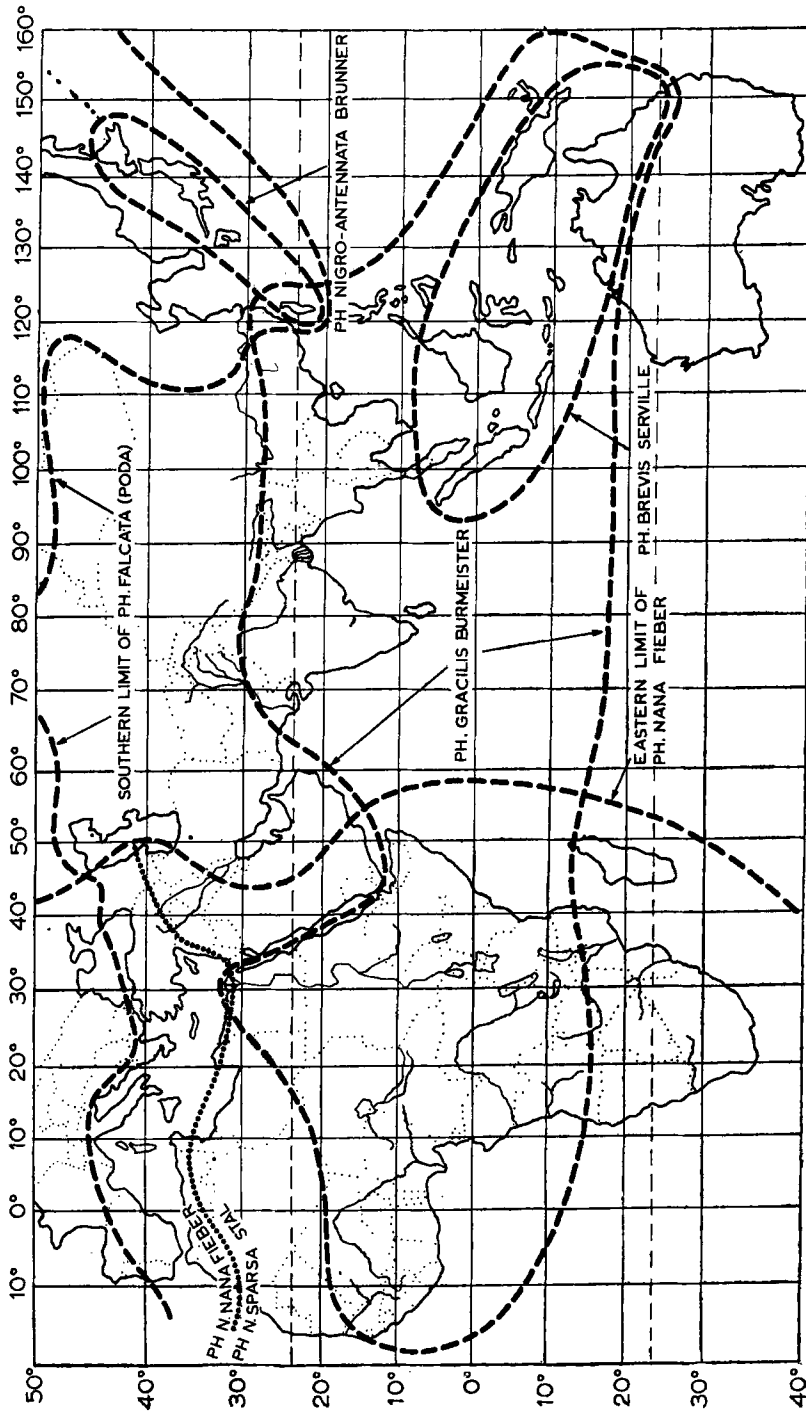 10° 0° 10° 20° 30° 40° 50° 60° 70° 80° 90° 100° 110° 120° 130° 140° 150° 160°
50°
40°
30°
20°
10°
0°
10°
20°
30°
40°
SOUTHERN LIMIT OF PH. FALCATA (PODA)
PH N. NANA FIEBER
PH N. SPARSA STAL
PH NIGRO-ANTENNATA BRUNNER
PH. GRACILIS BURMEISTER
EASTERN LIMIT OF
PH. NANA FIEBER
PH. BREVIS SERVILLE